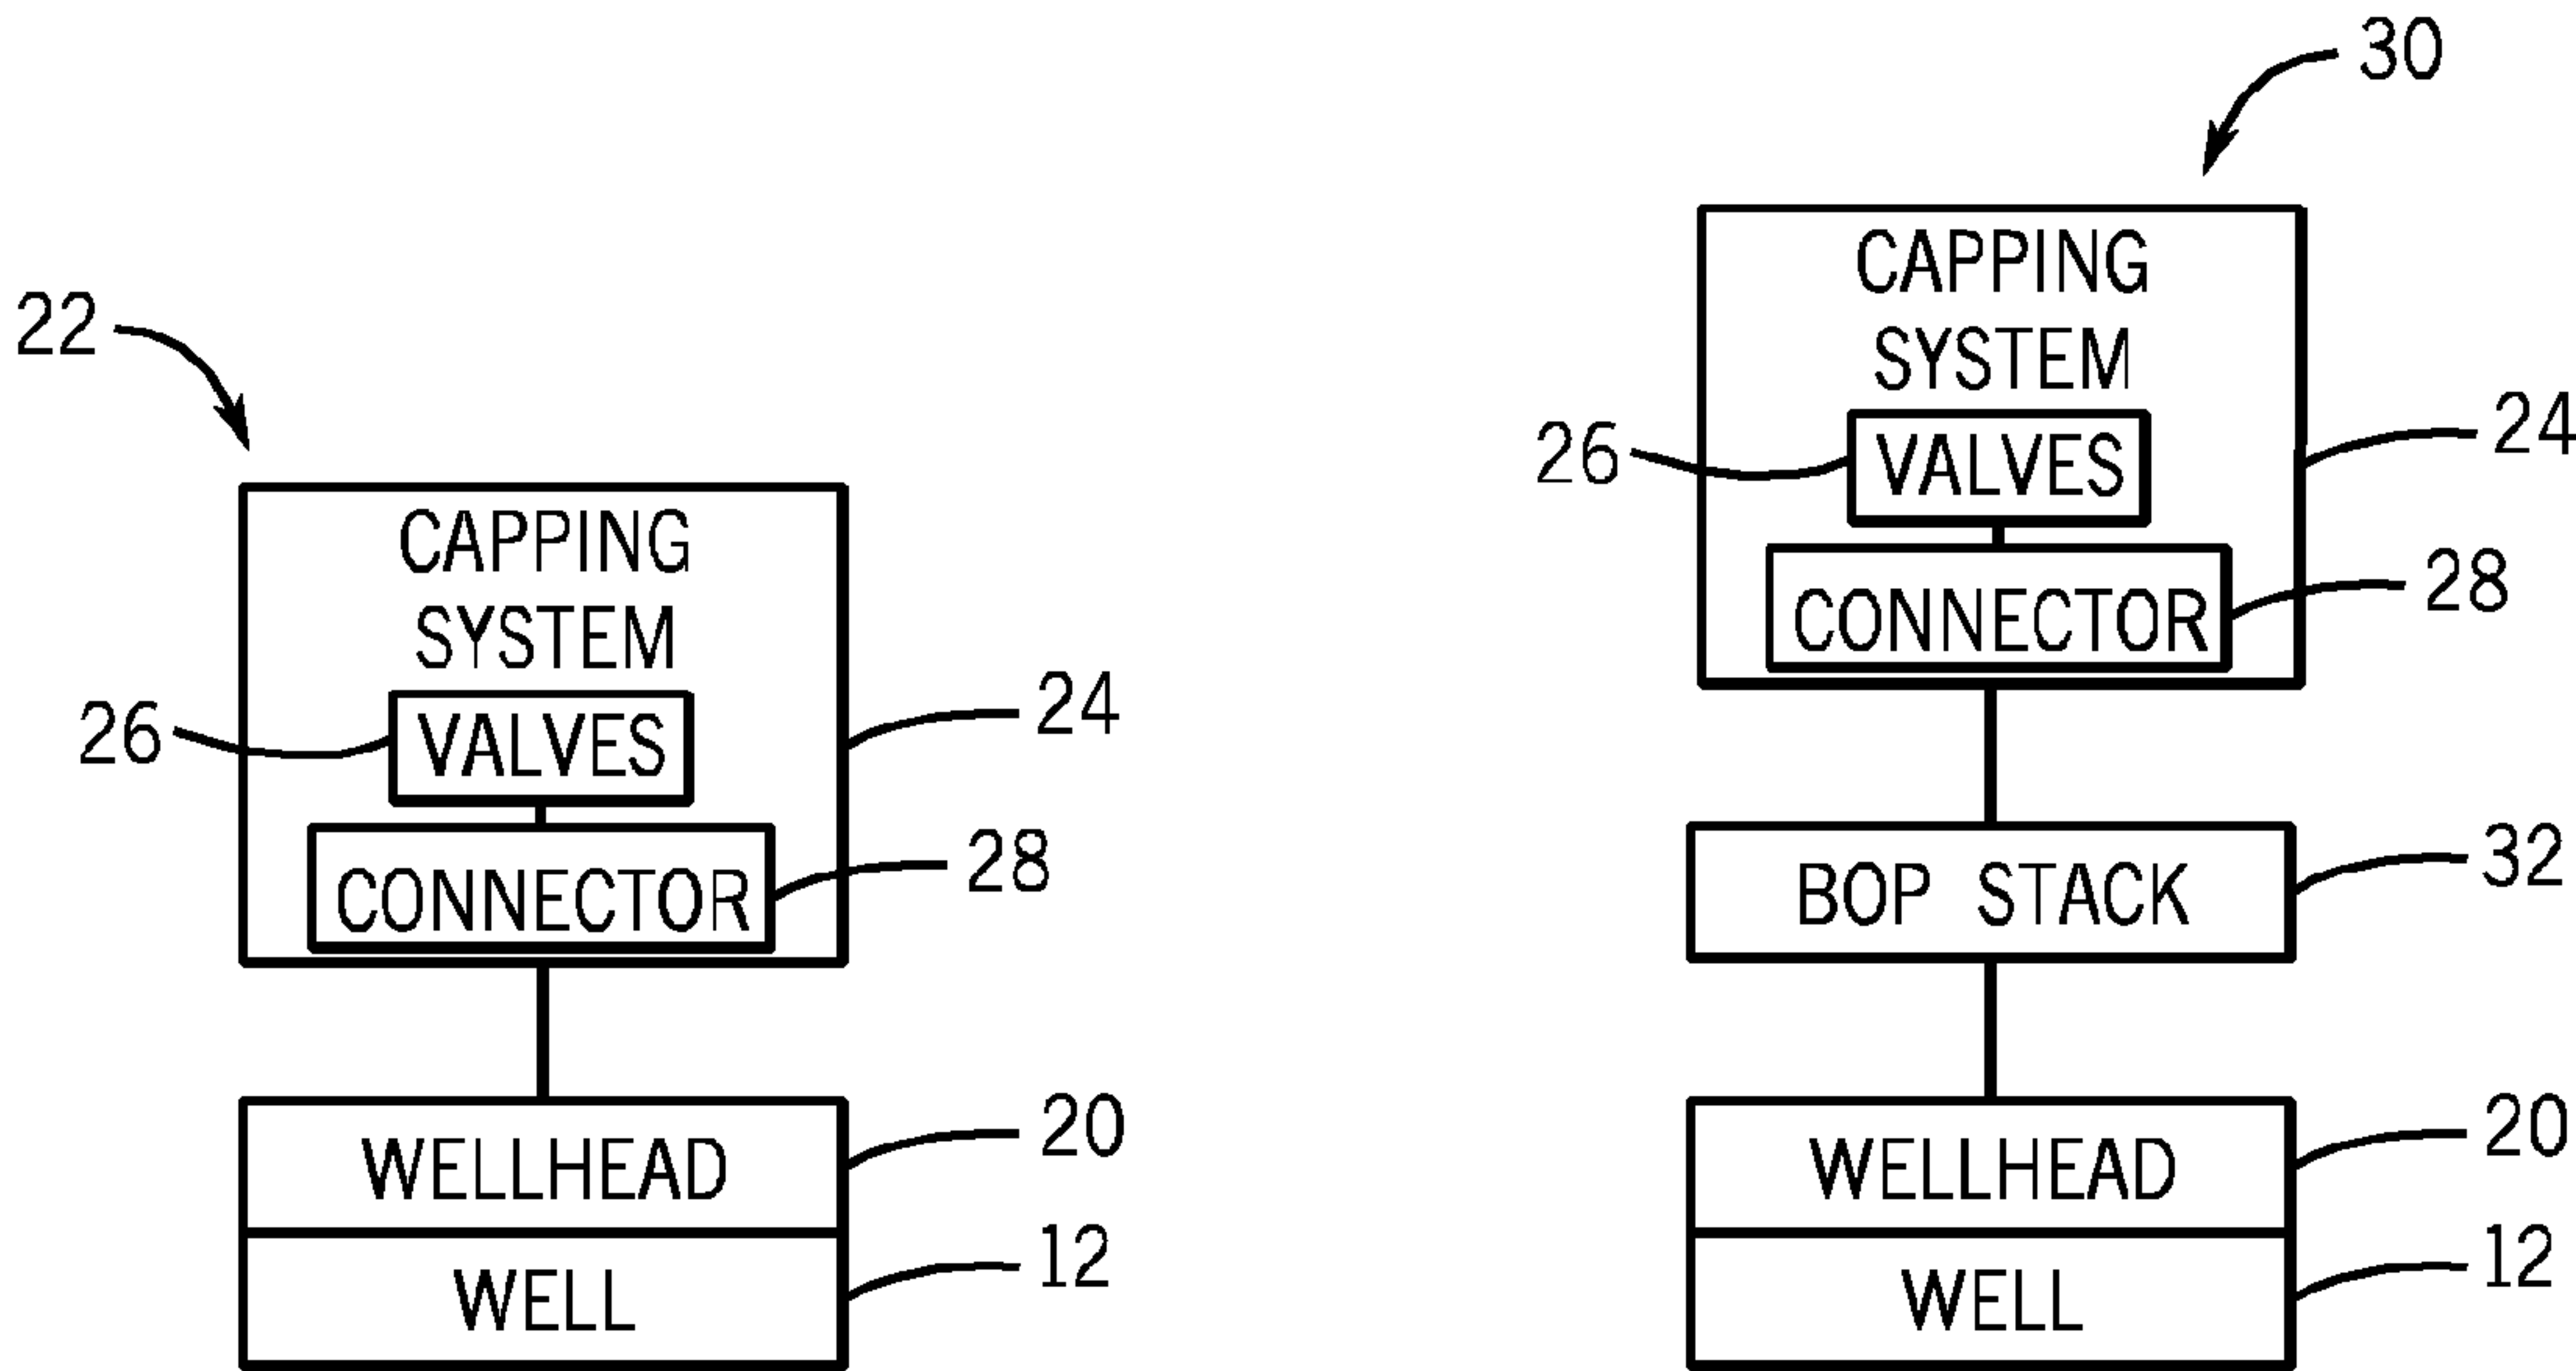 22
CAPPING
SYSTEM
26
VALVES
24
CONNECTOR
28
WELLHEAD
20
WELL
12
30
CAPPING
SYSTEM
26
VALVES
24
CONNECTOR
28
BOP STACK
32
WELLHEAD
20
WELL
12